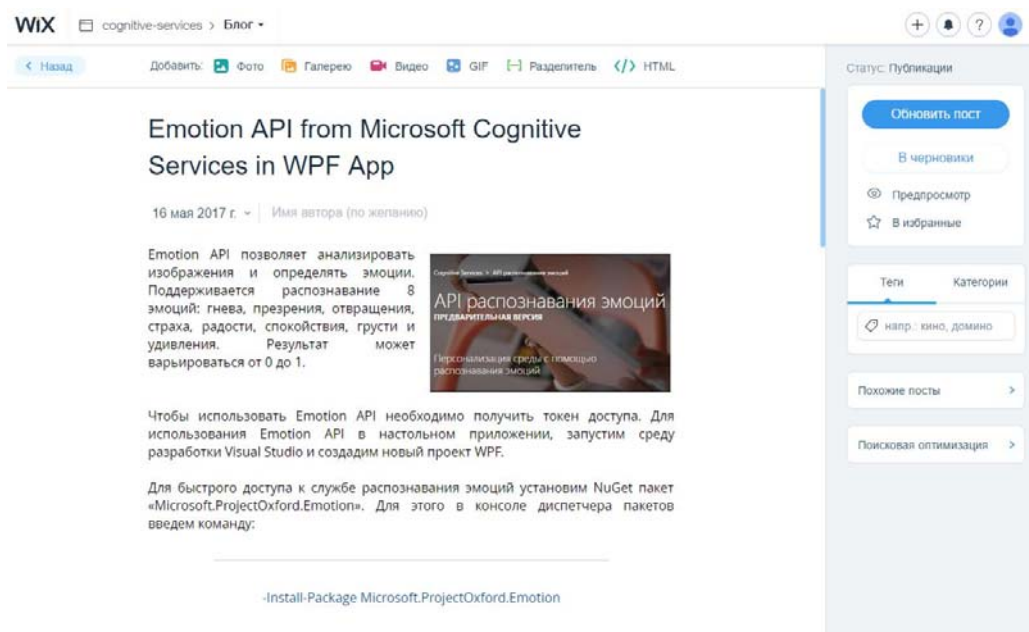 WiX cognitive-services > Блог
Назад Добавить: Фото Галерею Видео GIF Разделитель </> HTML
Статус: Публикации
Обновить пост
В черновики
Предпросмотр
В избранные
Теги Категории
напр.: кино, домино
Похожие посты >
Поисковая оптимизация >
Emotion API from Microsoft Cognitive
Services in WPF App
16 мая 2017 г. Имя автора (по желанию)
Emotion API позволяет анализировать
изображения и определять эмоции.
Поддерживается распознавание 8
эмоций: гнева, презрения, отвращения,
страха, радости, спокойствия, грусти и
удивления. Результат может
варьироваться от 0 до 1.
Cognitive Services > API распознавания эмоций
API распознавания эмоций
ПРЕДВАРИТЕЛЬНАЯ ВЕРСИЯ
Персонализация среды с помощью
распознавания эмоций
Чтобы использовать Emotion API необходимо получить токен доступа. Для
использования Emotion API в настольном приложении, запустим среду
разработки Visual Studio и создадим новый проект WPF.
Для быстрого доступа к службе распознавания эмоций установим NuGet пакет
«Microsoft.ProjectOxford.Emotion». Для этого в консоле диспетчера пакетов
введем команду:
-Install-Package Microsoft.ProjectOxford.Emotion